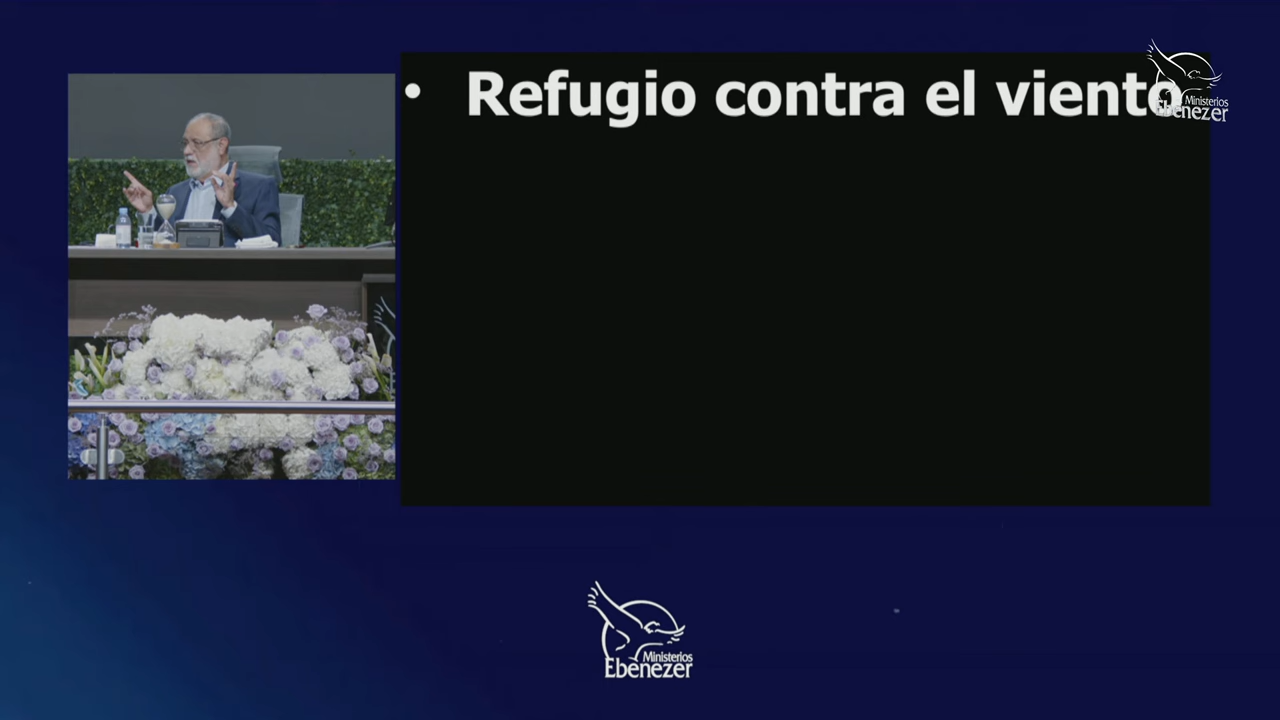 • Refugio contra el viento
Ministerios
Ebenezer
Ministerios
Ebenezer